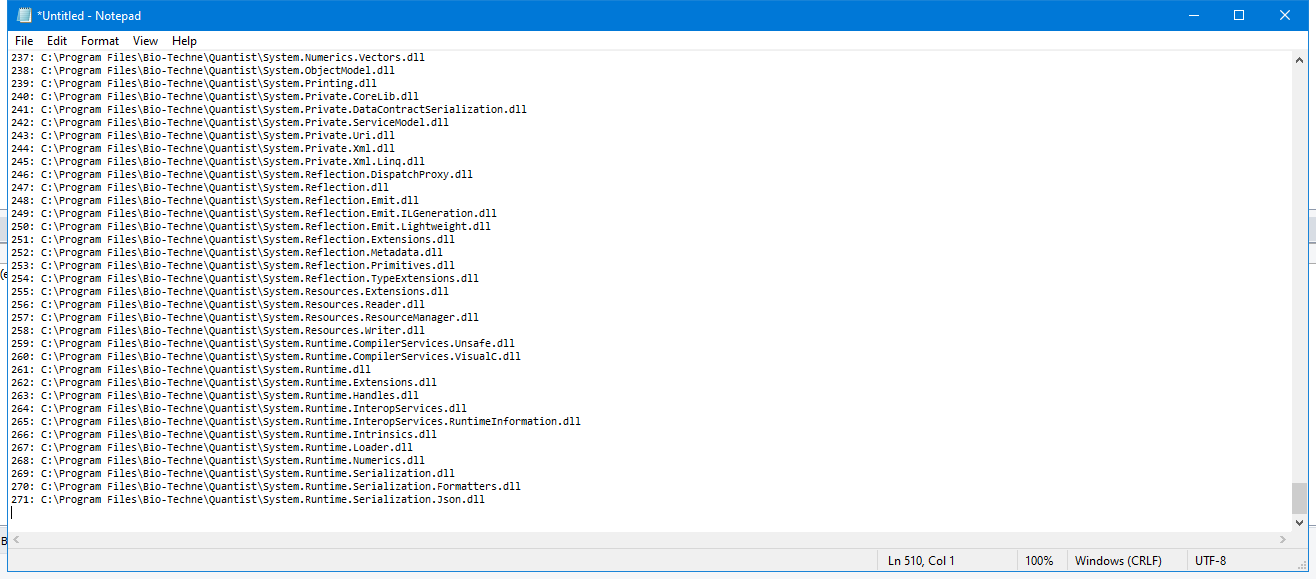 *Untitled - Notepad
File Edit Format View Help
237: C:\Program Files\Bio-Techne\Quantist\System.Numerics.Vectors.dll
238: C:\Program Files\Bio-Techne\Quantist\System.ObjectModel.dll
239: C:\Program Files\Bio-Techne\Quantist\System.Printing.dll
240: C:\Program Files\Bio-Techne\Quantist\System.Private.CoreLib.dll
241: C:\Program Files\Bio-Techne\Quantist\System.Private.DataContractSerialization.dll
242: C:\Program Files\Bio-Techne\Quantist\System.Private.ServiceModel.dll
243: C:\Program Files\Bio-Techne\Quantist\System.Private.Uri.dll
244: C:\Program Files\Bio-Techne\Quantist\System.Private.Xml.dll
245: C:\Program Files\Bio-Techne\Quantist\System.Private.Xml.Linq.dll
246: C:\Program Files\Bio-Techne\Quantist\System.Reflection.DispatchProxy.dll
247: C:\Program Files\Bio-Techne\Quantist\System.Reflection.dll
248: C:\Program Files\Bio-Techne\Quantist\System.Reflection.Emit.dll
249: C:\Program Files\Bio-Techne\Quantist\System.Reflection.Emit.ILGeneration.dll
250: C:\Program Files\Bio-Techne\Quantist\System.Reflection.Emit.Lightweight.dll
251: C:\Program Files\Bio-Techne\Quantist\System.Reflection.Extensions.dll
252: C:\Program Files\Bio-Techne\Quantist\System.Reflection.Metadata.dll
253: C:\Program Files\Bio-Techne\Quantist\System.Reflection.Primitives.dll
254: C:\Program Files\Bio-Techne\Quantist\System.Reflection.TypeExtensions.dll
255: C:\Program Files\Bio-Techne\Quantist\System.Resources.Extensions.dll
256: C:\Program Files\Bio-Techne\Quantist\System.Resources.Reader.dll
257: C:\Program Files\Bio-Techne\Quantist\System.Resources.ResourceManager.dll
258: C:\Program Files\Bio-Techne\Quantist\System.Resources.Writer.dll
259: C:\Program Files\Bio-Techne\Quantist\System.Runtime.CompilerServices.Unsafe.dll
260: C:\Program Files\Bio-Techne\Quantist\System.Runtime.CompilerServices.VisualC.dll
261: C:\Program Files\Bio-Techne\Quantist\System.Runtime.dll
262: C:\Program Files\Bio-Techne\Quantist\System.Runtime.Extensions.dll
263: C:\Program Files\Bio-Techne\Quantist\System.Runtime.Handles.dll
264: C:\Program Files\Bio-Techne\Quantist\System.Runtime.InteropServices.dll
265: C:\Program Files\Bio-Techne\Quantist\System.Runtime.InteropServices.RuntimeInformation.dll
266: C:\Program Files\Bio-Techne\Quantist\System.Runtime.Intrinsics.dll
267: C:\Program Files\Bio-Techne\Quantist\System.Runtime.Loader.dll
268: C:\Program Files\Bio-Techne\Quantist\System.Runtime.Numerics.dll
269: C:\Program Files\Bio-Techne\Quantist\System.Runtime.Serialization.dll
270: C:\Program Files\Bio-Techne\Quantist\System.Runtime.Serialization.Formatters.dll
271: C:\Program Files\Bio-Techne\Quantist\System.Runtime.Serialization.Json.dll
Ln 510, Col 1 100% Windows (CRLF) UTF-8